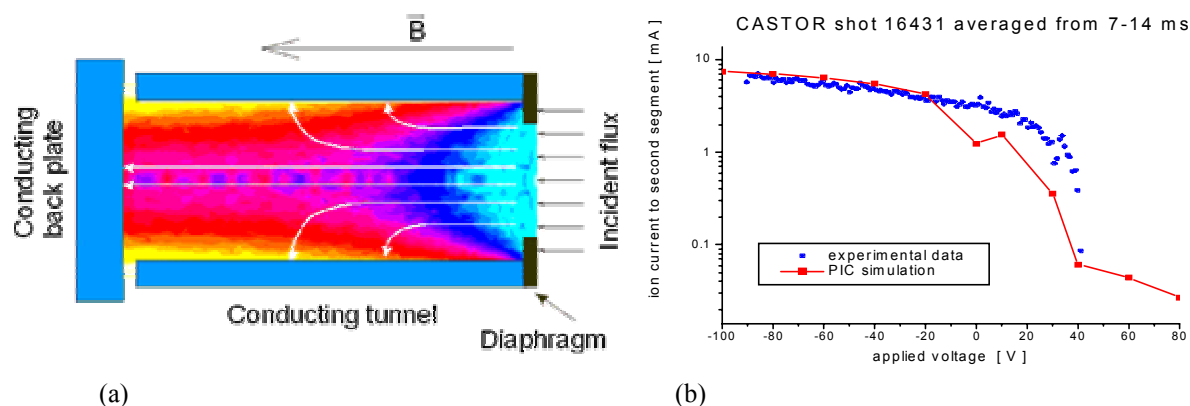 B
Conducting
back plate
Incident flux
Conducting tunnel
Diaphragm
(a)
CASTOR shot 16431 averaged from 7-14 ms
ion current to second segment [ mA ]
10
1
0.1
experimental data
PIC simulation
-100 -80 -60 -40 -20 0 20 40 60 80
applied voltage [ V ]
(b)